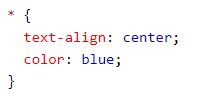 * {
  text-align: center;
  color: blue;
}